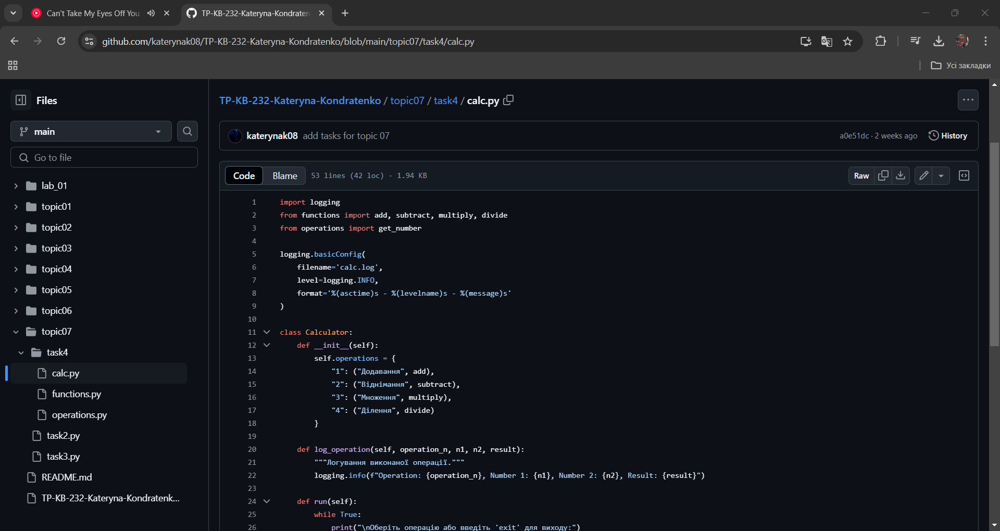 Can't Take My Eyes Off You
TP-KB-232-Kateryna-Kondraten
github.com/katerynak08/TP-KB-232-Kateryna-Kondratenko/blob/main/topic07/task4/calc.py
Усі закладки
Files
main
Go to file
lab_01
topic01
topic02
topic03
topic04
topic05
topic06
topic07
task4
calc.py
functions.py
operations.py
task2.py
task3.py
README.md
TP-KB-232-Kateryna-Kondratenk...
TP-KB-232-Kateryna-Kondratenko / topic07 / task4 / calc.py
katerynak08 add tasks for topic 07
a0e51dc · 2 weeks ago History
Code Blame 53 lines (42 loc) · 1.94 KB
Raw
1 import logging
2 from functions import add, subtract, multiply, divide
3 from operations import get_number
4
5 logging.basicConfig(
6     filename='calc.log',
7     level=logging.INFO,
8     format='%(asctime)s - %(levelname)s - %(message)s'
9 )
10
11 class Calculator:
12     def __init__(self):
13         self.operations = {
14             "1": ("Додавання", add),
15             "2": ("Віднімання", subtract),
16             "3": ("Множення", multiply),
17             "4": ("Ділення", divide)
18         }
19
20     def log_operation(self, operation_n, n1, n2, result):
21         """Логування виконаної операції."""
22         logging.info(f"Operation: {operation_n}, Number 1: {n1}, Number 2: {n2}, Result: {result}")
23
24     def run(self):
25         while True:
26             print("\nОберіть операцію або введіть 'exit' для виходу:")